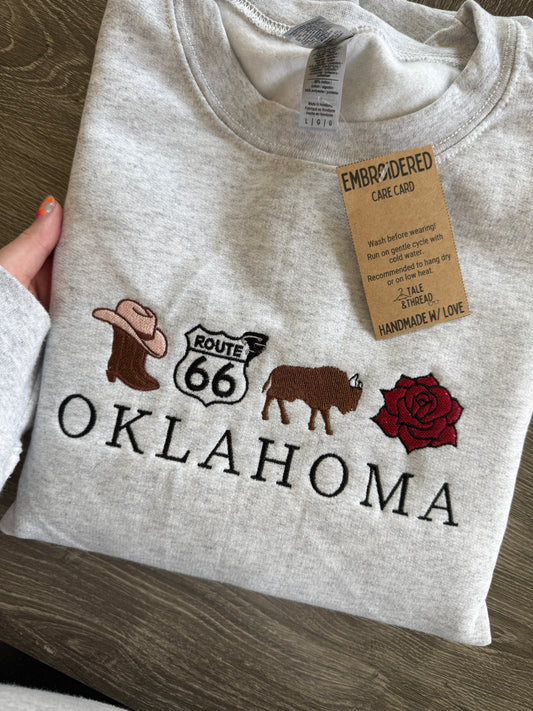 L | G | G
EMBROIDERED
CARE CARD
Wash before wearing!
Run on gentle cycle with
cold water.
Recommended to hang dry
or on low heat.
TALE
&THREAD
HANDMADE W/ LOVE
ROUTE
66
OKLAHOMA